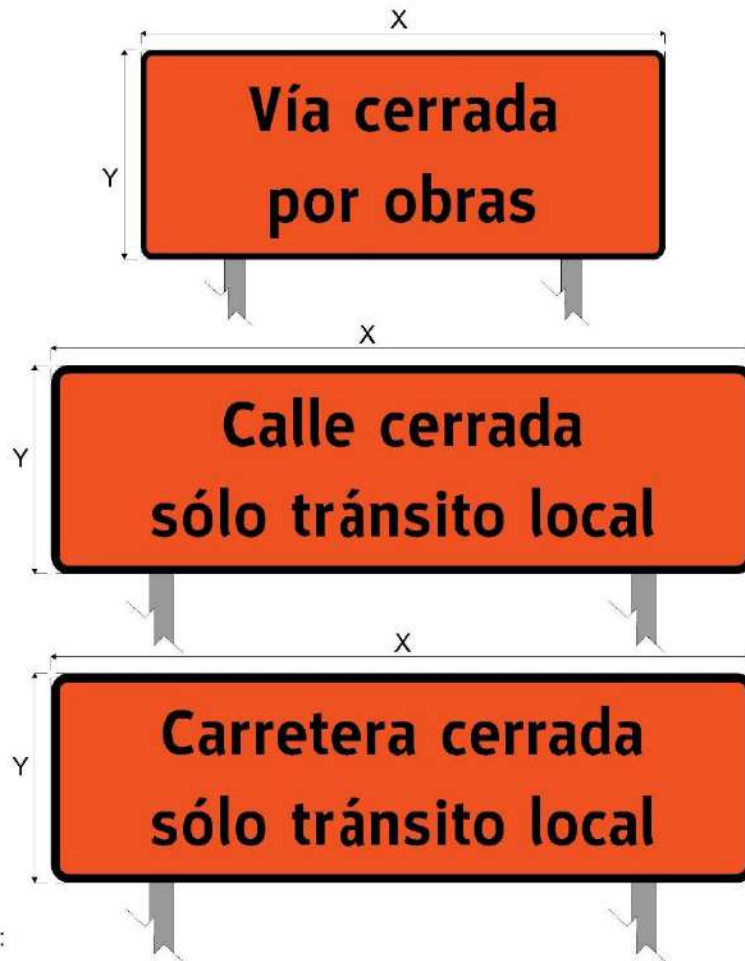 X
Y
Vía cerrada
por obras
X
Y
Calle cerrada
sólo tránsito local
X
Y
Carretera cerrada
sólo tránsito local
: